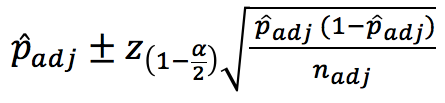 p̂_adj ± z_(1−α/2) √(p̂_adj (1−p̂_adj) / n_adj)